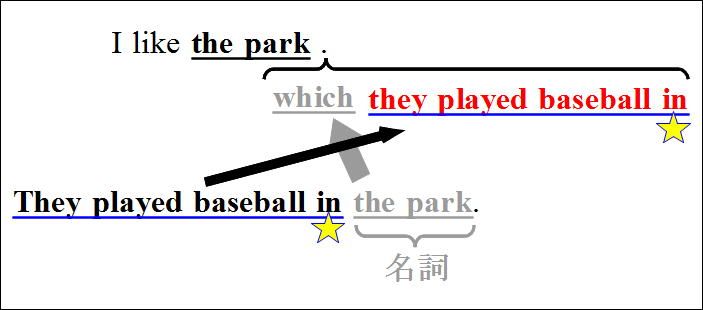 I like the park .
which they played baseball in
They played baseball in the park.
名詞